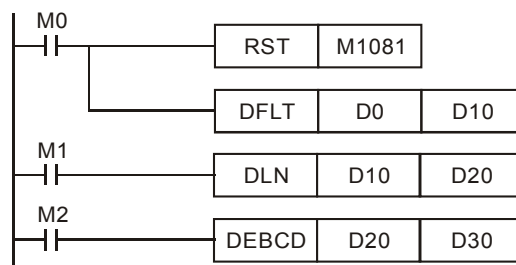 M0
RST M1081
DFLT D0 D10
M1
DLN D10 D20
M2
DEBCD D20 D30